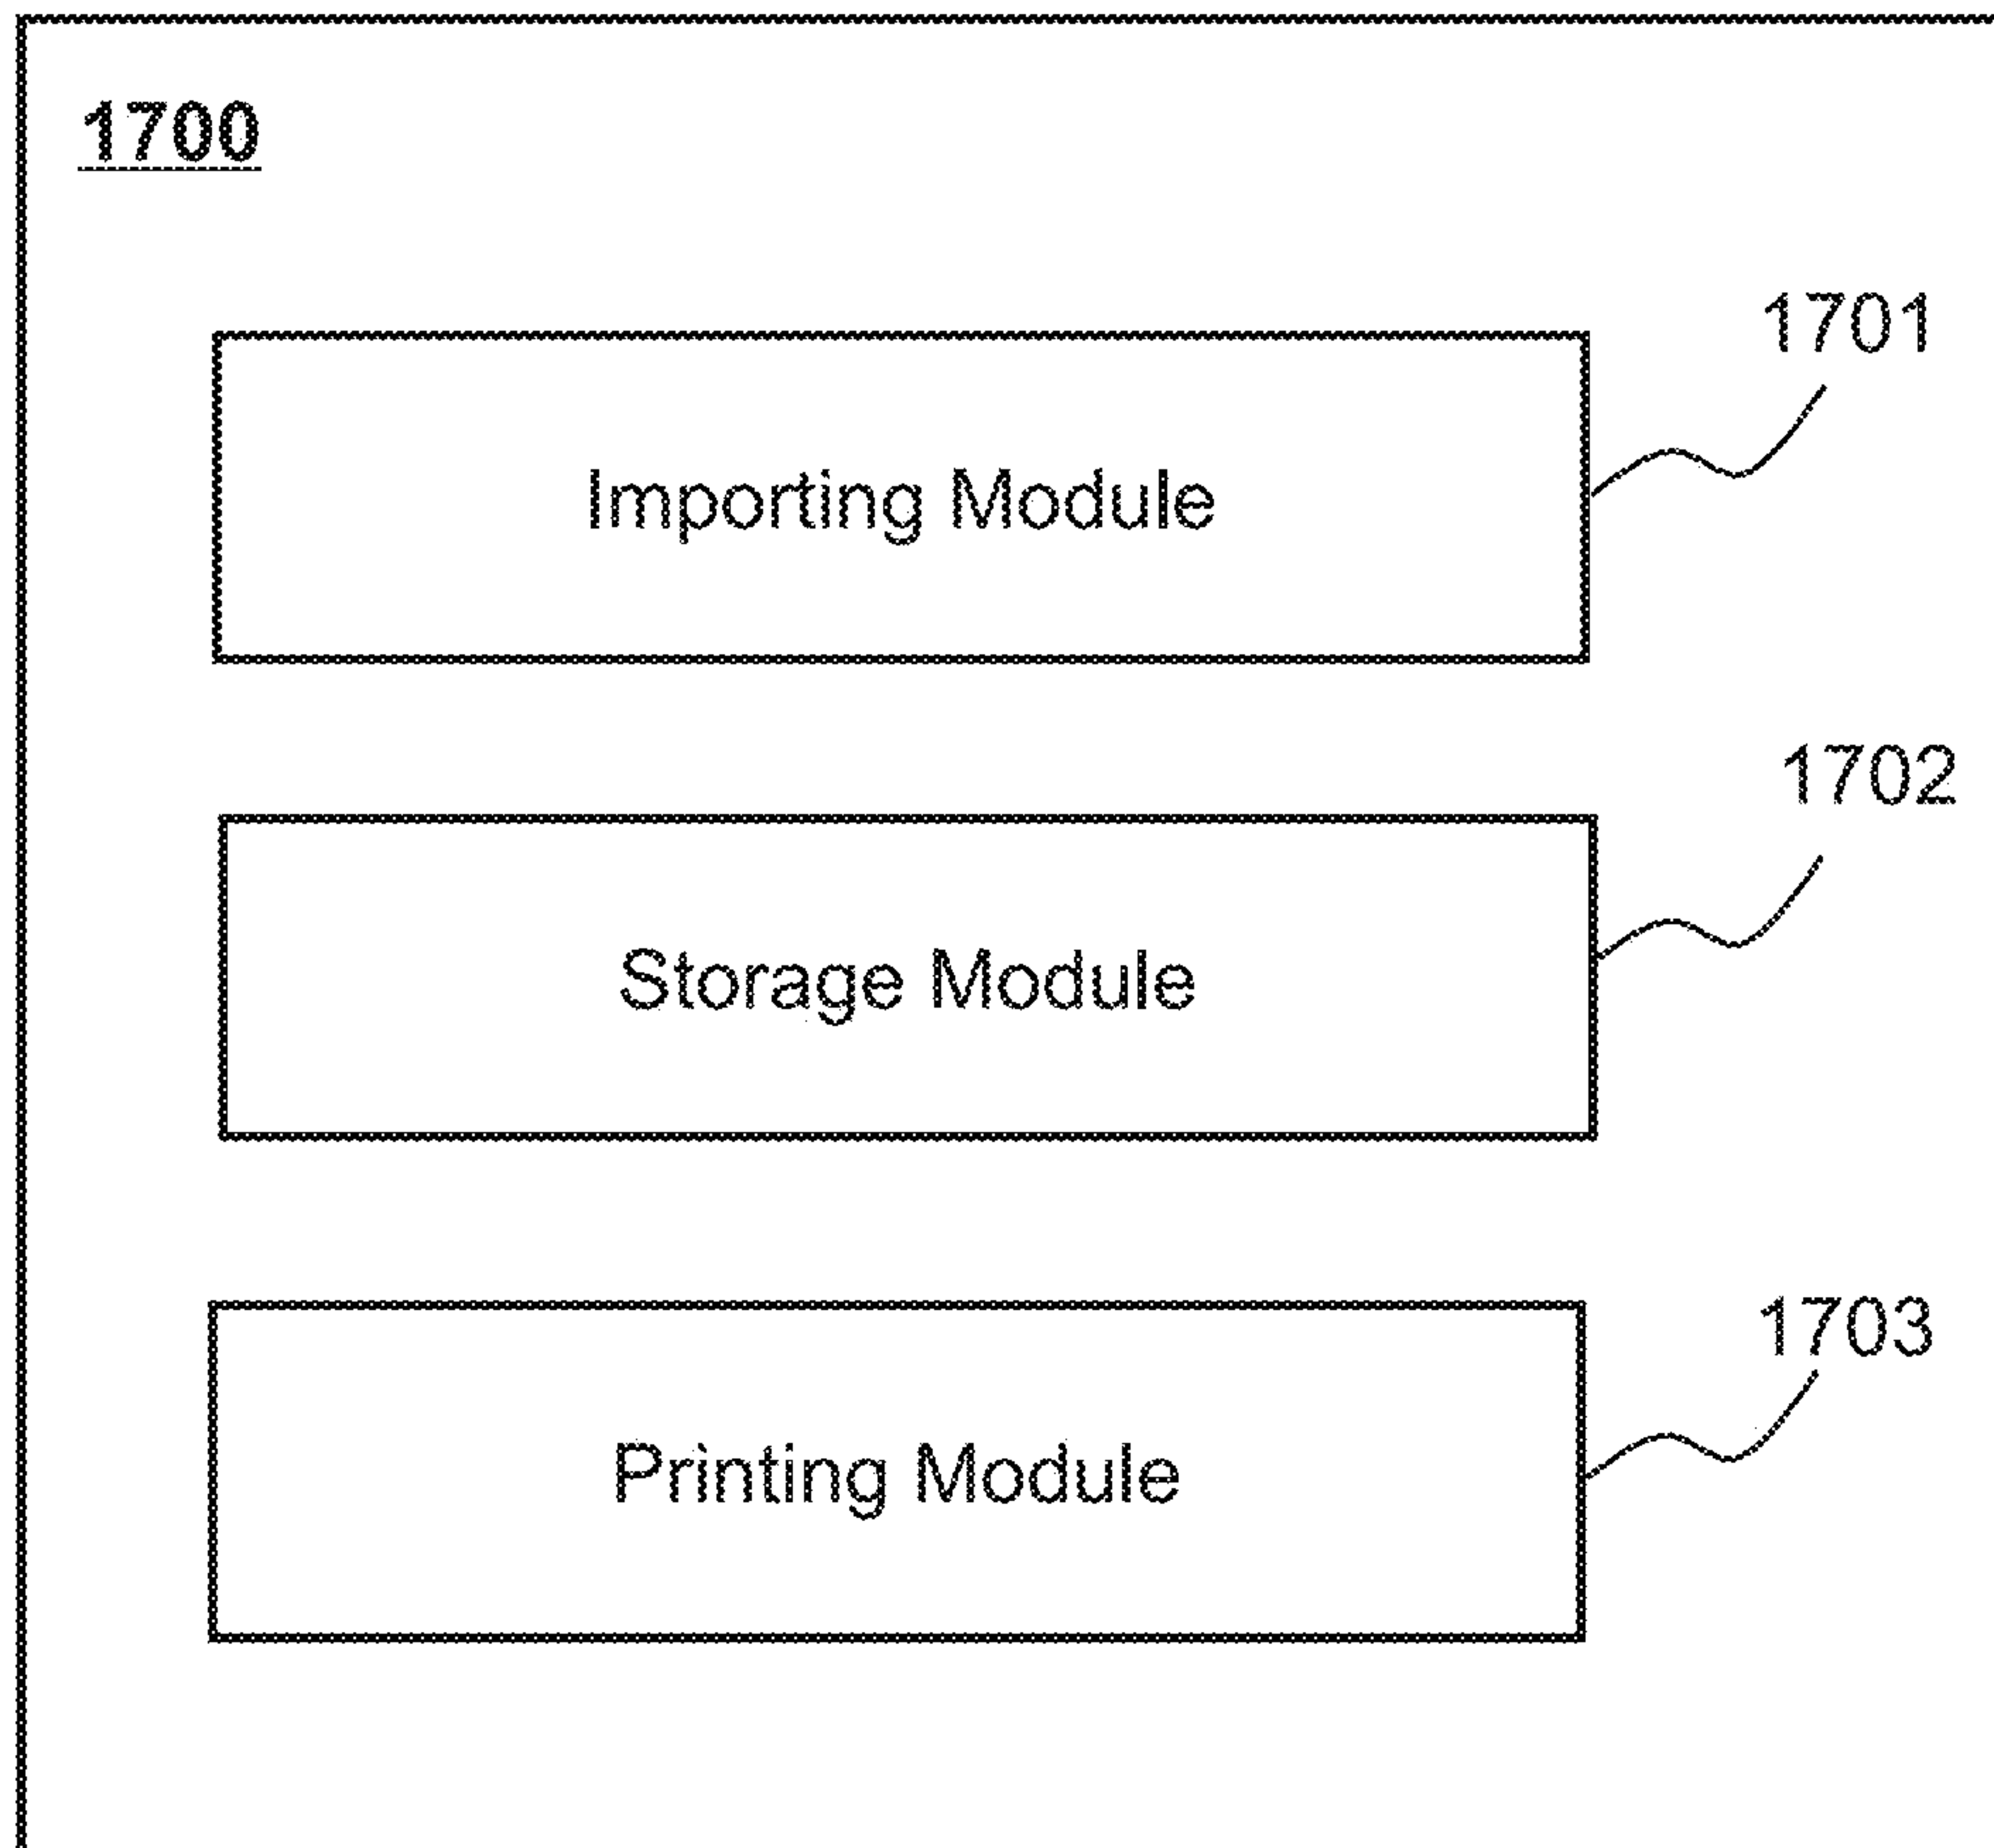 1700
1701
Importing Module
1702
Storage Module
1703
Printing Module